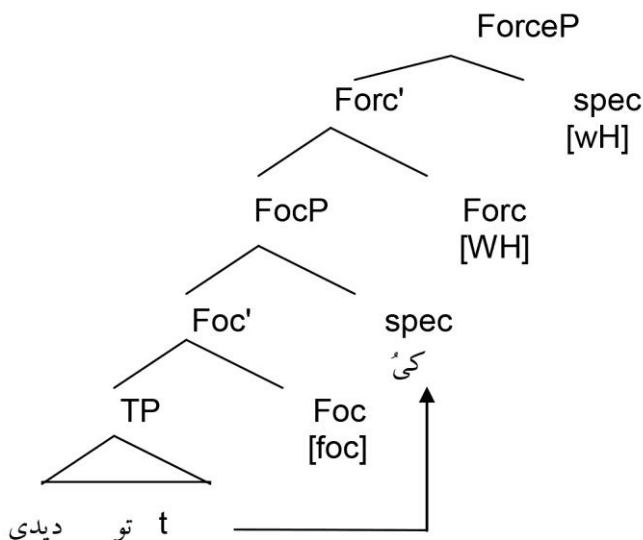 ForceP
Forc' spec
[wH]
FocP Forc
[WH]
Foc' spec
کیُ
TP Foc
[foc]
t تو دیدی